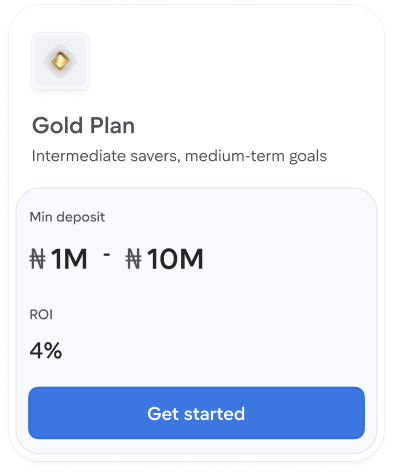 Gold Plan
Intermediate savers, medium-term goals
Min deposit
₦ 1M - ₦ 10M
ROI
4%
Get started